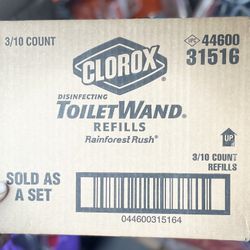 3/10 COUNT
UPC 44600
31516
CLOROX
DISINFECTING
TOILETWAND®
REFILLS
Rainforest Rush®
UP
3/10 COUNT
REFILLS
SOLD AS
A SET
044600315164